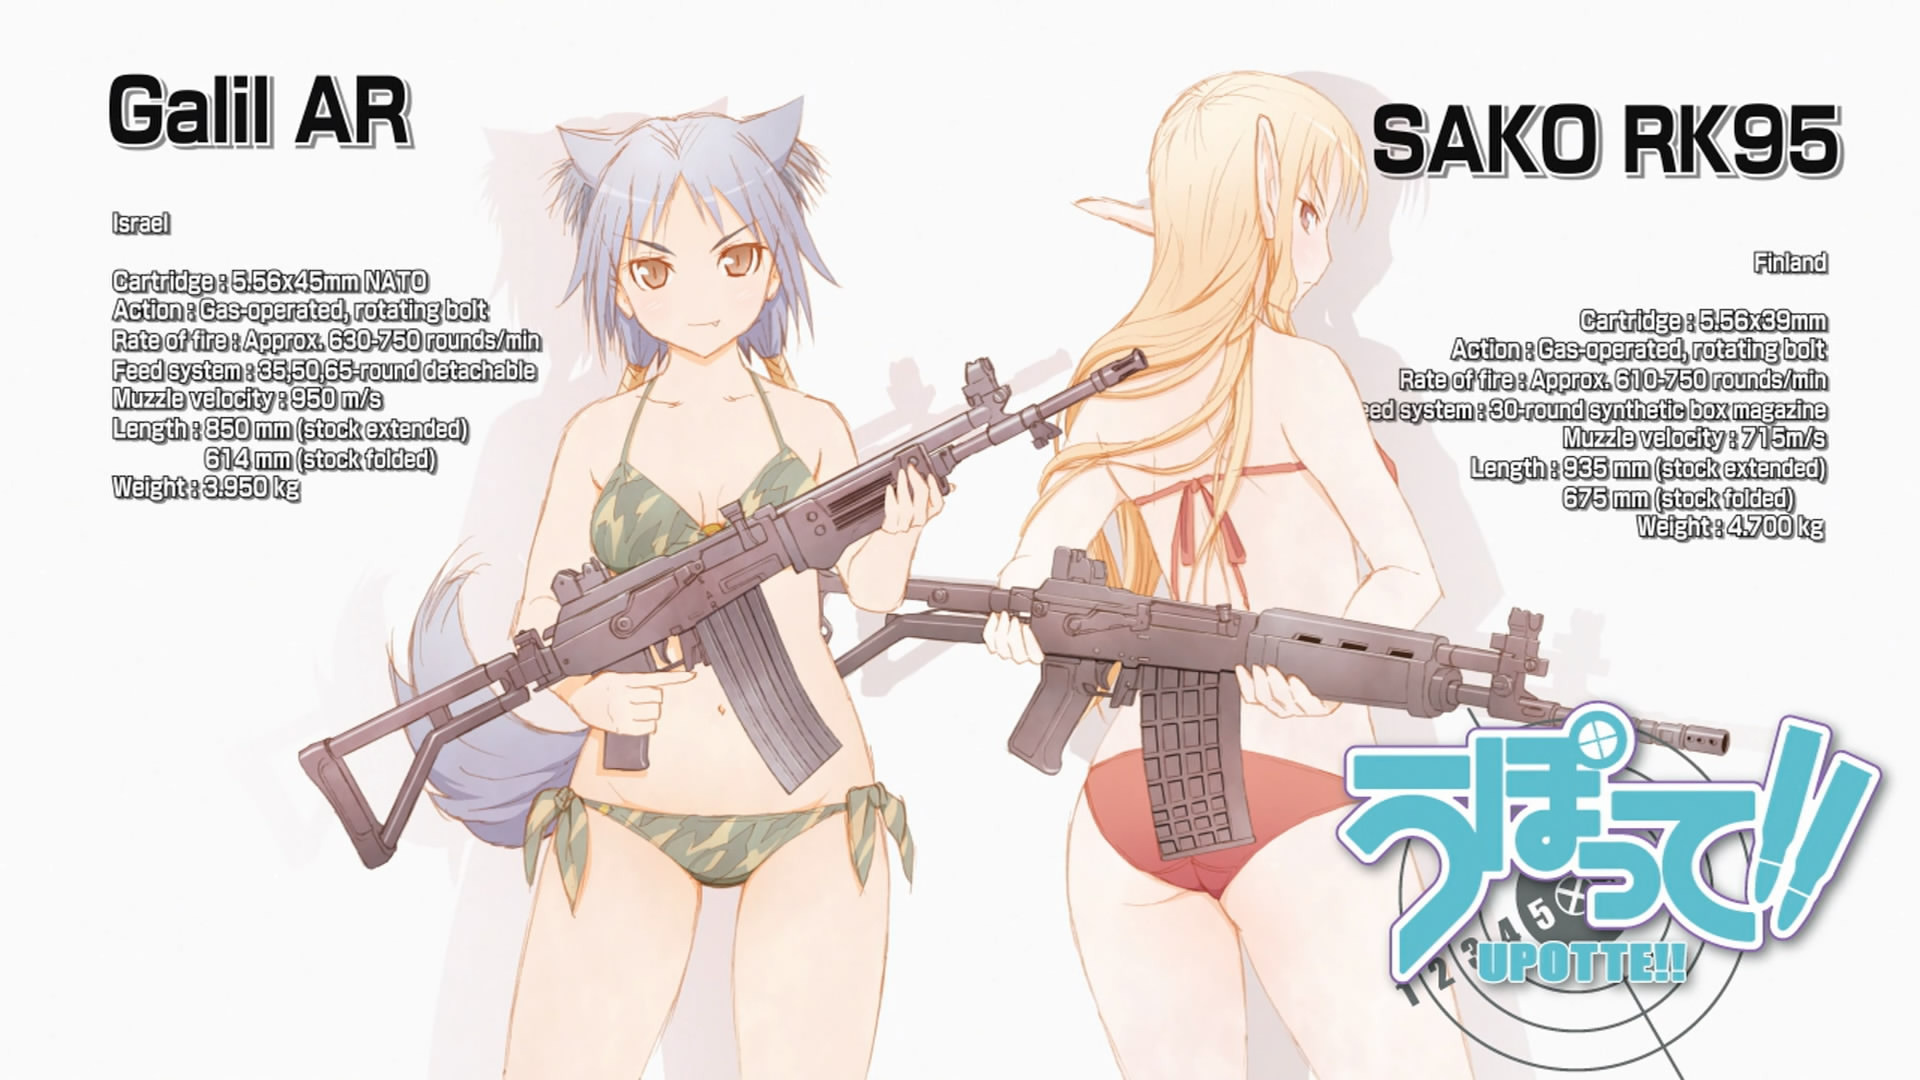 Galil AR
Israel
Cartridge : 5.56x45mm NATO
Action : Gas-operated, rotating bolt
Rate of fire : Approx. 630-750 rounds/min
Feed system : 35,50,65-round detachable
Muzzle velocity : 950 m/s
Length : 850 mm (stock extended)
614 mm (stock folded)
Weight : 3.950 kg
SAKO RK95
Finland
Cartridge : 5.56x39mm
Action : Gas-operated, rotating bolt
Rate of fire : Approx. 610-750 rounds/min
eed system : 30-round synthetic box magazine
Muzzle velocity : 715m/s
Length : 935 mm (stock extended)
675 mm (stock folded)
Weight : 4.700 kg
うぽって!!
1 2 3 4 5
UPOTTE!!